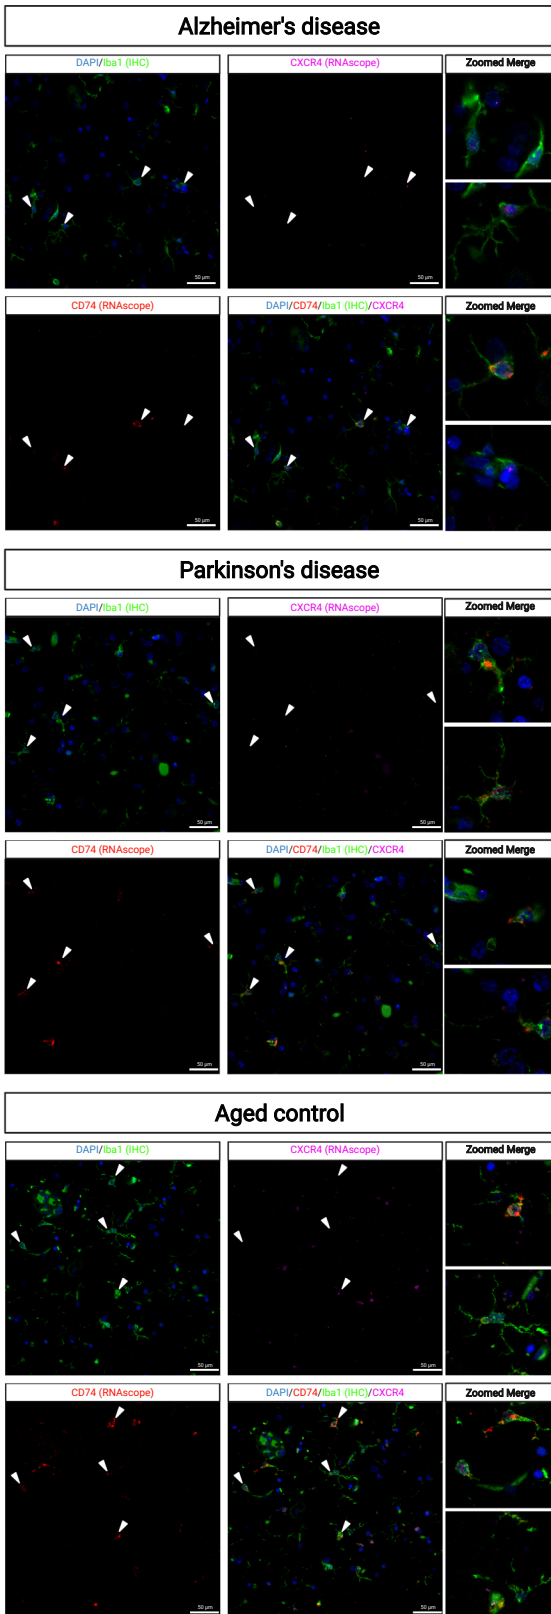 Alzheimer's disease
DAPI/Iba1 (IHC)
CXCR4 (RNAscope)
Zoomed Merge
50 µm
50 µm
CD74 (RNAscope)
DAPI/CD74/Iba1 (IHC)/CXCR4
Zoomed Merge
50 µm
50 µm
Parkinson's disease
DAPI/Iba1 (IHC)
CXCR4 (RNAscope)
Zoomed Merge
50 µm
50 µm
CD74 (RNAscope)
DAPI/CD74/Iba1 (IHC)/CXCR4
Zoomed Merge
50 µm
50 µm
Aged control
DAPI/Iba1 (IHC)
CXCR4 (RNAscope)
Zoomed Merge
50 µm
50 µm
CD74 (RNAscope)
DAPI/CD74/Iba1 (IHC)/CXCR4
Zoomed Merge
50 µm
50 µm